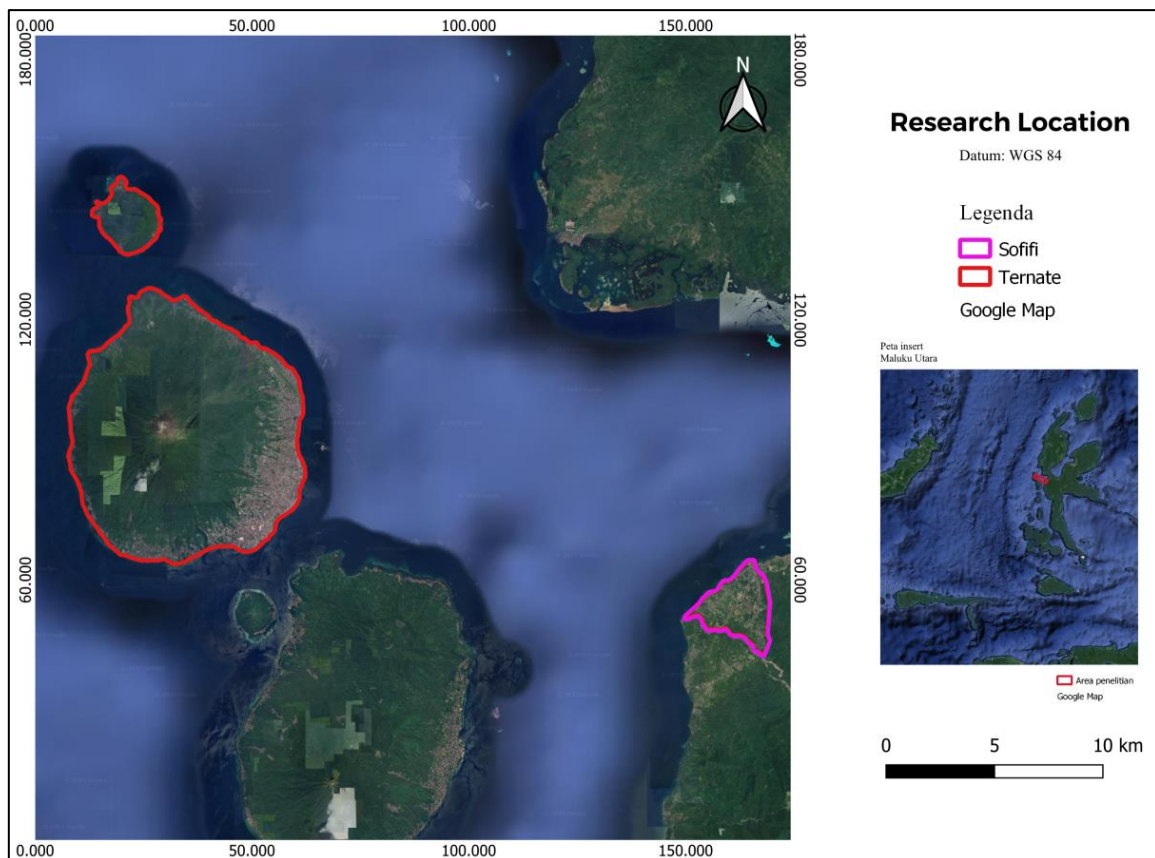 0.000 50.000 100.000 150.000
180.000
180.000
N
120.000
120.000
60.000
60.000
0.000
0.000 50.000 100.000 150.000
Research Location
Datum: WGS 84
Legenda
Sofifi
Ternate
Google Map
Peta insert
Maluku Utara
Area penelitian
Google Map
0 5 10 km